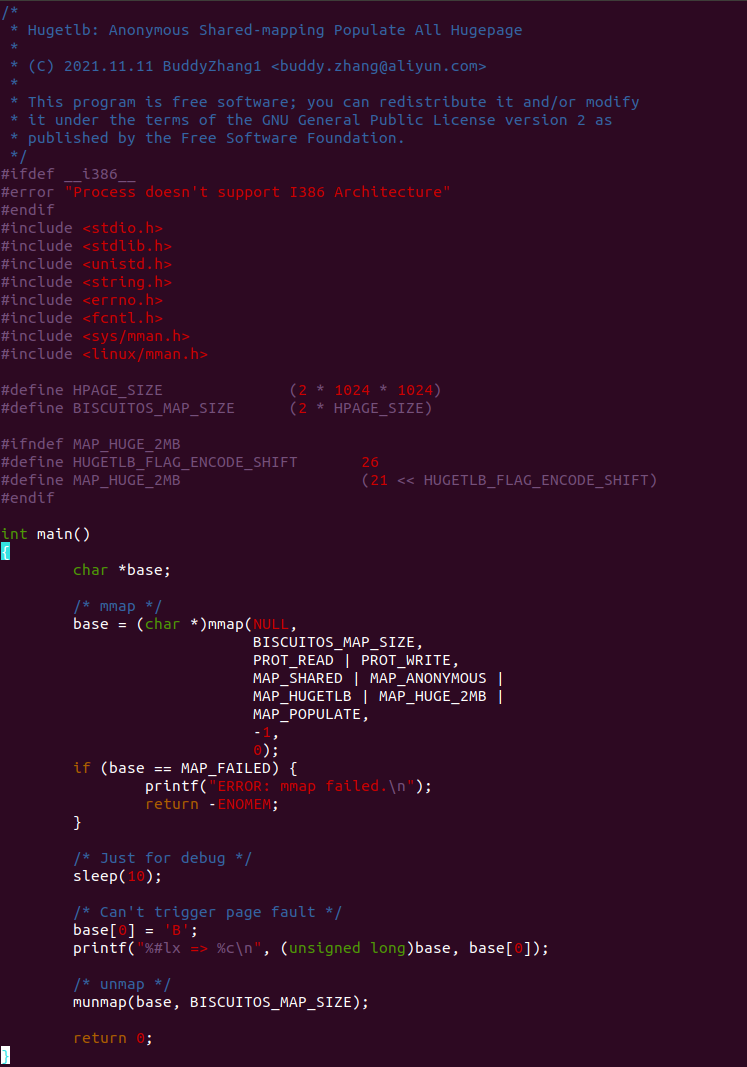 /*
 * Hugetlb: Anonymous Shared-mapping Populate All Hugepage
 *
 * (C) 2021.11.11 BuddyZhang1 <buddy.zhang@aliyun.com>
 *
 * This program is free software; you can redistribute it and/or modify
 * it under the terms of the GNU General Public License version 2 as
 * published by the Free Software Foundation.
 */
#ifdef __i386__
#error "Process doesn't support I386 Architecture"
#endif
#include <stdio.h>
#include <stdlib.h>
#include <unistd.h>
#include <string.h>
#include <errno.h>
#include <fcntl.h>
#include <sys/mman.h>
#include <linux/mman.h>

#define HPAGE_SIZE              (2 * 1024 * 1024)
#define BISCUITOS_MAP_SIZE      (2 * HPAGE_SIZE)

#ifndef MAP_HUGE_2MB
#define HUGETLB_FLAG_ENCODE_SHIFT       26
#define MAP_HUGE_2MB                    (21 << HUGETLB_FLAG_ENCODE_SHIFT)
#endif

int main()
{
        char *base;

        /* mmap */
        base = (char *)mmap(NULL,
                            BISCUITOS_MAP_SIZE,
                            PROT_READ | PROT_WRITE,
                            MAP_SHARED | MAP_ANONYMOUS |
                            MAP_HUGETLB | MAP_HUGE_2MB |
                            MAP_POPULATE,
                            -1,
                            0);
        if (base == MAP_FAILED) {
                printf("ERROR: mmap failed.\n");
                return -ENOMEM;
        }

        /* Just for debug */
        sleep(10);

        /* Can't trigger page fault */
        base[0] = 'B';
        printf("%#lx => %c\n", (unsigned long)base, base[0]);

        /* unmap */
        munmap(base, BISCUITOS_MAP_SIZE);

        return 0;
}